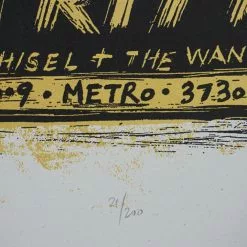 HISEL + THE WAN
9 • METRO • 3730
21/200